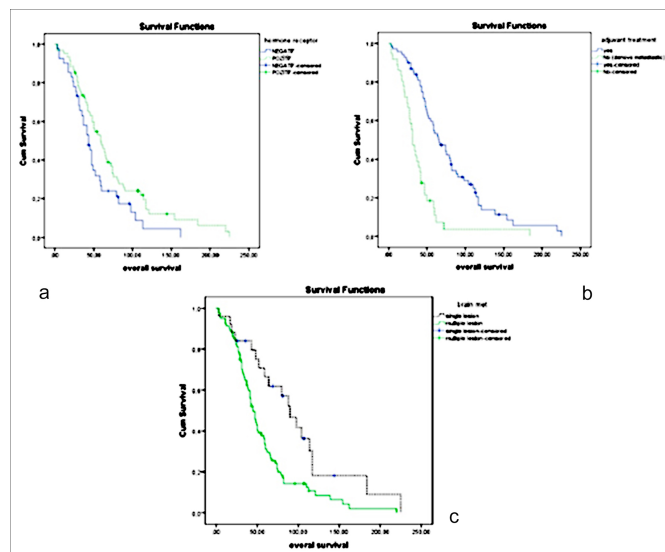 Survival Functions
hormone receptor
NEGATIF
POZITIF
NEGATIF-censored
POZITIF-censored
Cum Survival
1.0
0.8
0.6
0.4
0.2
0.0
.00 50.00 100.00 150.00 200.00 250.00
overall survival
a
Survival Functions
adjuvant treatment
yes
No (denovo metastatic)
yes-censored
No-censored
Cum Survival
1.0
0.8
0.6
0.4
0.2
0.0
.00 50.00 100.00 150.00 200.00 250.00
overall survival
b
Survival Functions
brain met
single lesion
multiple lesion
single lesion-censored
multiple lesion-censored
Cum Survival
1.0
0.8
0.6
0.4
0.2
0.0
.00 50.00 100.00 150.00 200.00 250.00
overall survival
c